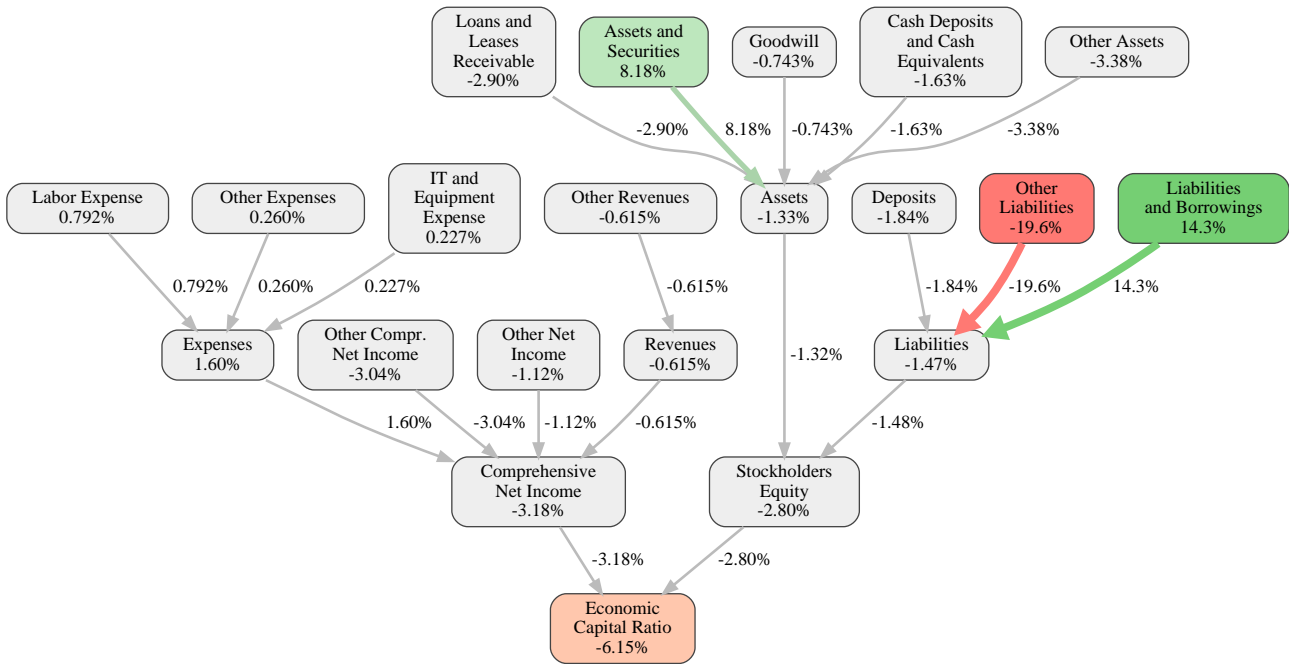 Loans and
Leases
Receivable
-2.90%
Assets and
Securities
8.18%
Goodwill
-0.743%
Cash Deposits
and Cash
Equivalents
-1.63%
Other Assets
-3.38%
-2.90%
8.18%
-0.743%
-1.63%
-3.38%
Labor Expense
0.792%
Other Expenses
0.260%
IT and
Equipment
Expense
0.227%
Other Revenues
-0.615%
Assets
-1.33%
Deposits
-1.84%
Other
Liabilities
-19.6%
Liabilities
and Borrowings
14.3%
0.792%
0.260%
0.227%
-0.615%
-1.84%
-19.6%
14.3%
Expenses
1.60%
Other Compr.
Net Income
-3.04%
Other Net
Income
-1.12%
Revenues
-0.615%
-1.32%
Liabilities
-1.47%
1.60%
-3.04%
-1.12%
-0.615%
-1.48%
Comprehensive
Net Income
-3.18%
Stockholders
Equity
-2.80%
-3.18%
-2.80%
Economic
Capital Ratio
-6.15%